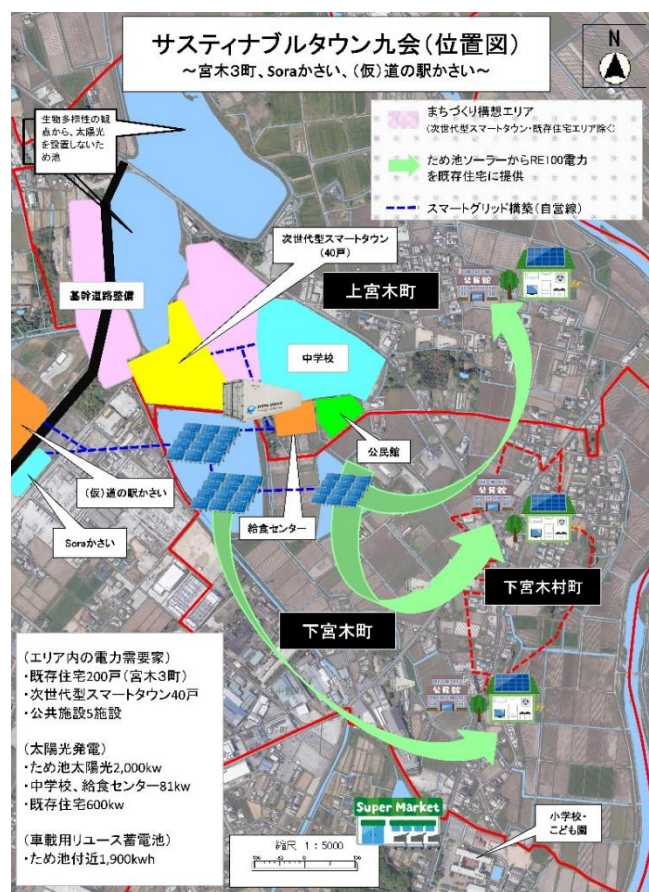 サスティナブルタウン九会(位置図)
～宮木3町、Soraかさい、(仮)道の駅かさい～
N
生物多様性の観
点から、太陽光
を設置しないた
め池
まちづくり構想エリア
(次世代型スマートタウン・既存住宅エリア除く)
ため池ソーラーからRE100電力
を既存住宅に提供
スマートグリッド構築(自営線)
次世代型スマートタウン
(40戸)
基幹道路整備
上宮木町
公民館
中学校
公民館
(仮)道の駅かさい
給食センター
Soraかさい
公民館
下宮木村町
下宮木町
公民館
(エリア内の電力需要家)
・既存住宅200戸(宮木3町)
・次世代型スマートタウン40戸
・公共施設5施設
(太陽光発電)
・ため池太陽光2,000kw
・中学校、給食センター81kw
・既存住宅600kw
(車載用リユース蓄電池)
・ため池付近1,900kwh
Super Market
小学校・
こども園
縮尺 1:5000